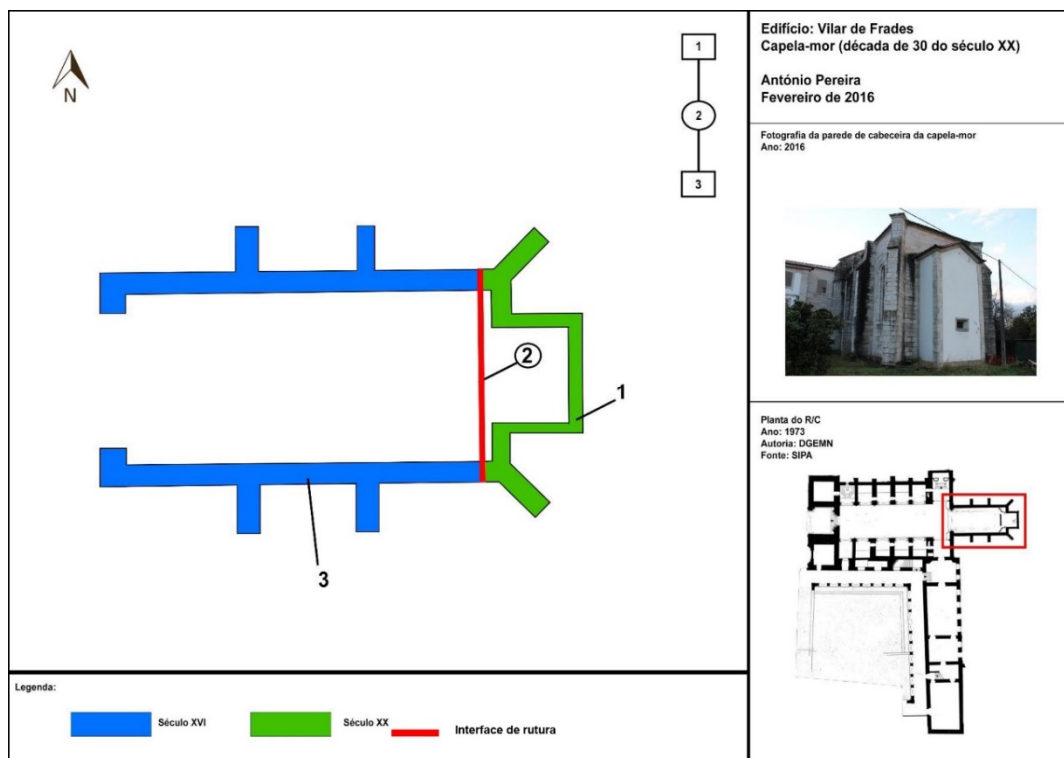 N
1
2
3
2
1
3
Legenda:
Século XVI
Século XX
Interface de rutura
Edifício: Vilar de Frades
Capela-mor (década de 30 do século XX)
António Pereira
Fevereiro de 2016
Fotografia da parede de cabeceira da capela-mor
Ano: 2016
Planta do R/C
Ano: 1973
Autoria: DGEMN
Fonte: SIPA